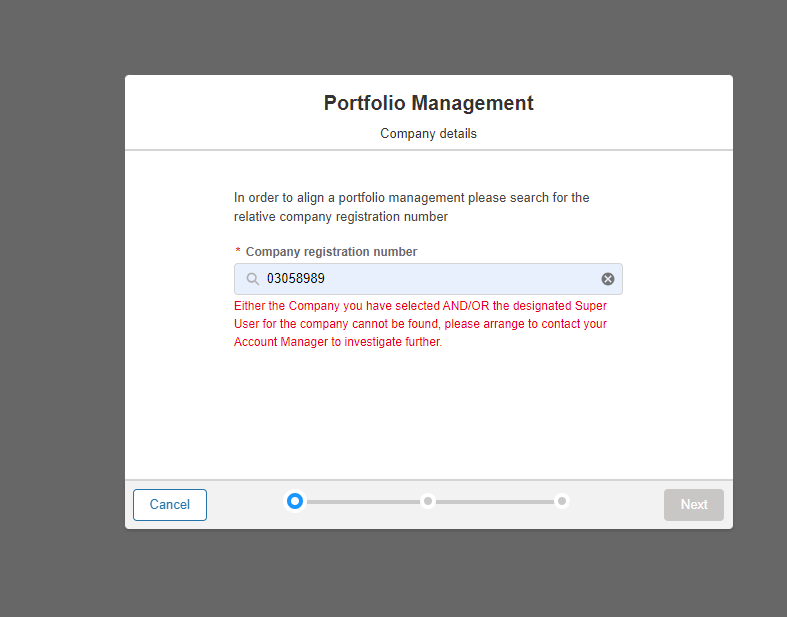 Portfolio Management
Company details
In order to align a portfolio management please search for the
relative company registration number
* Company registration number
03058989
Either the Company you have selected AND/OR the designated Super
User for the company cannot be found, please arrange to contact your
Account Manager to investigate further.
Cancel
Next